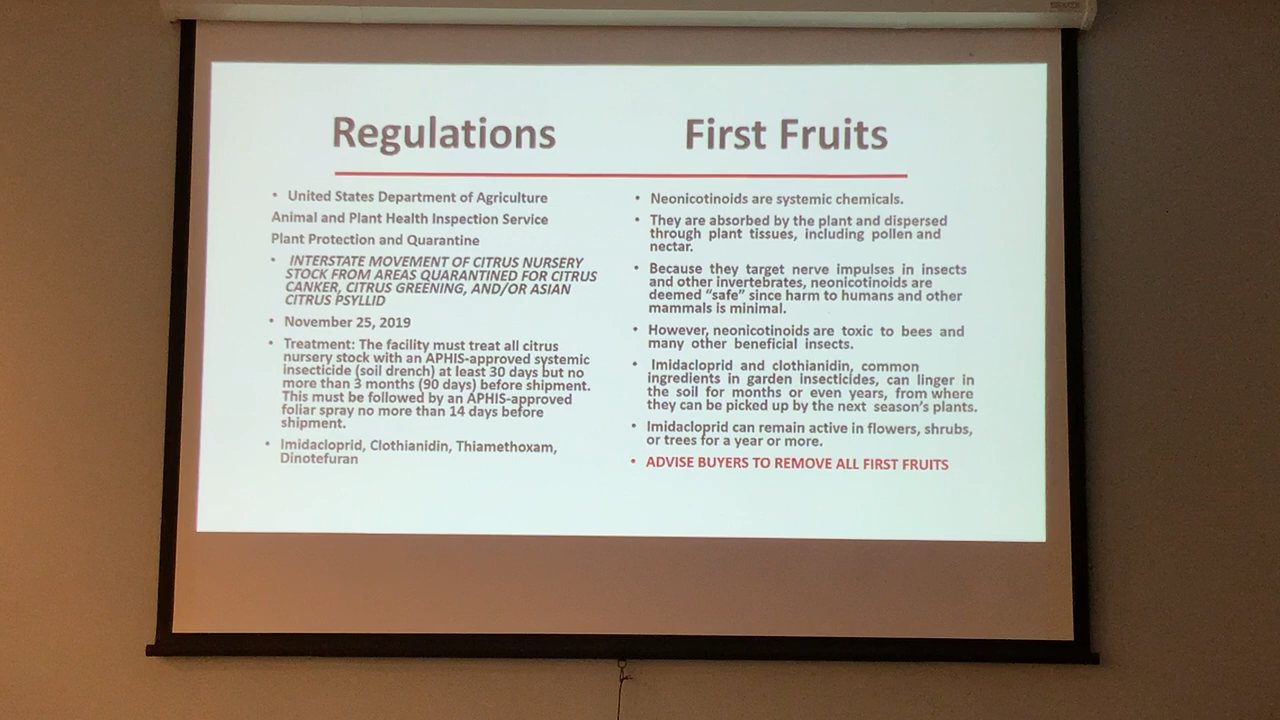 Regulations
• United States Department of Agriculture
Animal and Plant Health Inspection Service
Plant Protection and Quarantine
• INTERSTATE MOVEMENT OF CITRUS NURSERY
STOCK FROM AREAS QUARANTINED FOR CITRUS
CANKER, CITRUS GREENING, AND/OR ASIAN
CITRUS PSYLLID
• November 25, 2019
• Treatment: The facility must treat all citrus
nursery stock with an APHIS-approved systemic
insecticide (soil drench) at least 30 days but no
more than 3 months (90 days) before shipment.
This must be followed by an APHIS-approved
foliar spray no more than 14 days before
shipment.
• Imidacloprid, Clothianidin, Thiamethoxam,
Dinotefuran
First Fruits
• Neonicotinoids are systemic chemicals.
• They are absorbed by the plant and dispersed
through plant tissues, including pollen and
nectar.
• Because they target nerve impulses in insects
and other invertebrates, neonicotinoids are
deemed “safe” since harm to humans and other
mammals is minimal.
• However, neonicotinoids are toxic to bees and
many other beneficial insects.
• Imidacloprid and clothianidin, common
ingredients in garden insecticides, can linger in
the soil for months or even years, from where
they can be picked up by the next season’s plants.
• Imidacloprid can remain active in flowers, shrubs,
or trees for a year or more.
• ADVISE BUYERS TO REMOVE ALL FIRST FRUITS